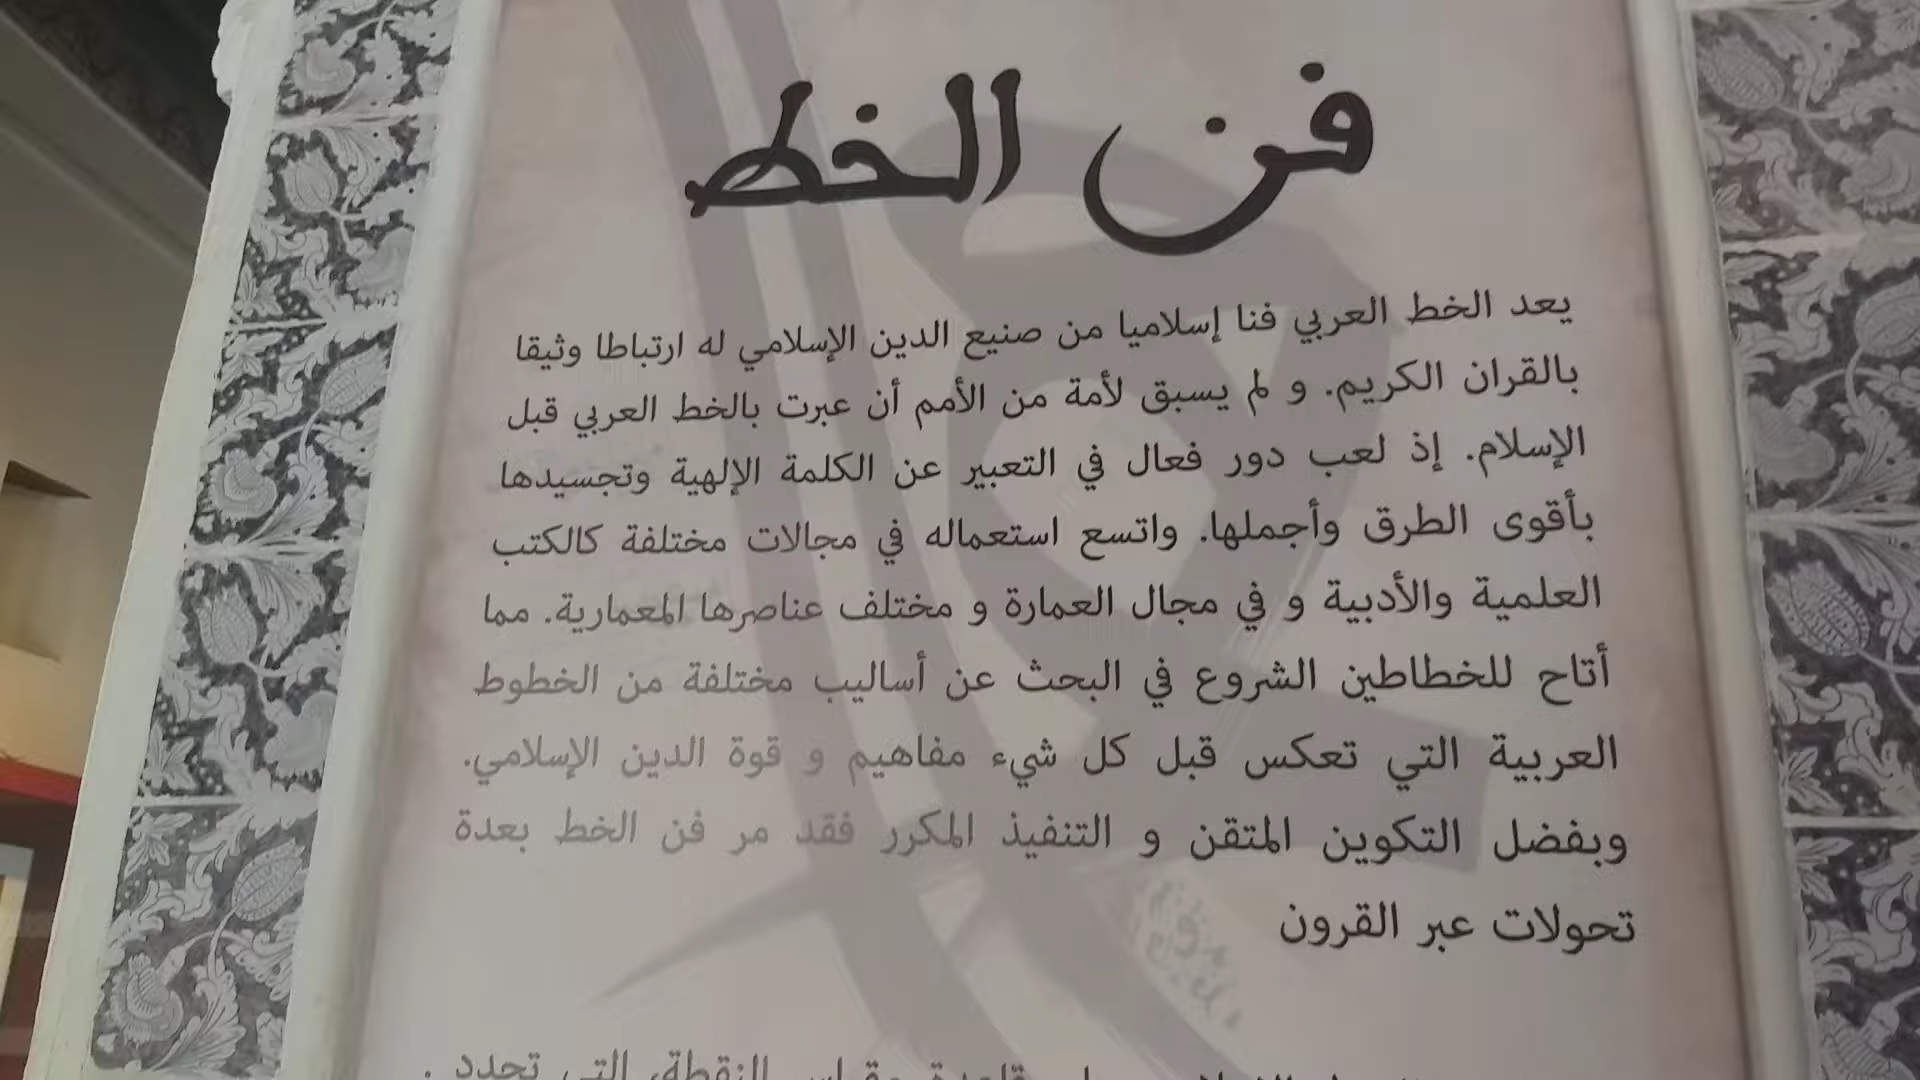 فن الخط
يعد الخط العربي فنا إسلاميا من صنيع الدين الإسلامي له ارتباطا وثيقا
بالقران الكريم. و لم يسبق لأمة من الأمم أن عبرت بالخط العربي قبل
الإسلام. إذ لعب دور فعال في التعبير عن الكلمة الإلهية وتجسيدها
بأقوى الطرق وأجملها. واتسع استعماله في مجالات مختلفة كالكتب
العلمية والأدبية و في مجال العمارة و مختلف عناصرها المعمارية. مما
أتاح للخطاطين الشروع في البحث عن أساليب مختلفة من الخطوط
العربية التي تعكس قبل كل شيء مفاهيم و قوة الدين الإسلامي.
وبفضل التكوين المتقن و التنفيذ المكرر فقد مر فن الخط بعدة
تحولات عبر القرون
النقطة، التي تحدد